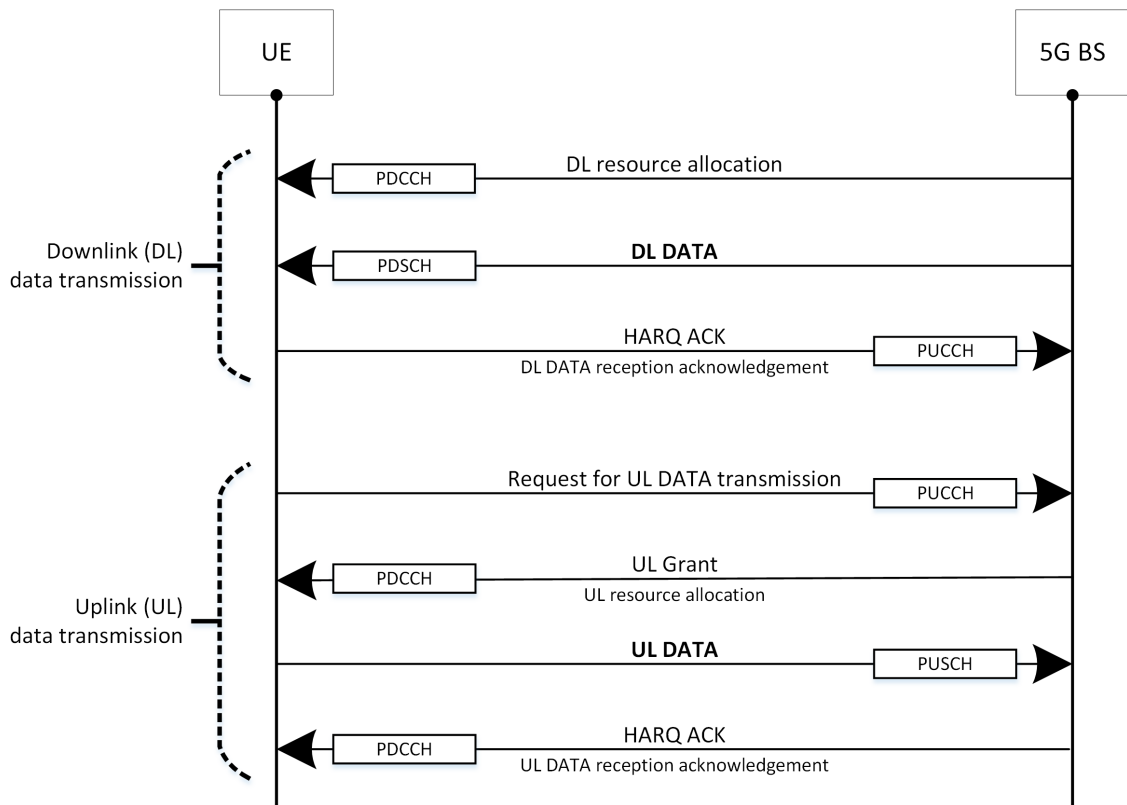 UE
5G BS
DL resource allocation
PDCCH
Downlink (DL)
data transmission
DL DATA
PDSCH
HARQ ACK
PUCCH
DL DATA reception acknowledgement
Request for UL DATA transmission
PUCCH
UL Grant
PDCCH
UL resource allocation
Uplink (UL)
data transmission
UL DATA
PUSCH
HARQ ACK
PDCCH
UL DATA reception acknowledgement